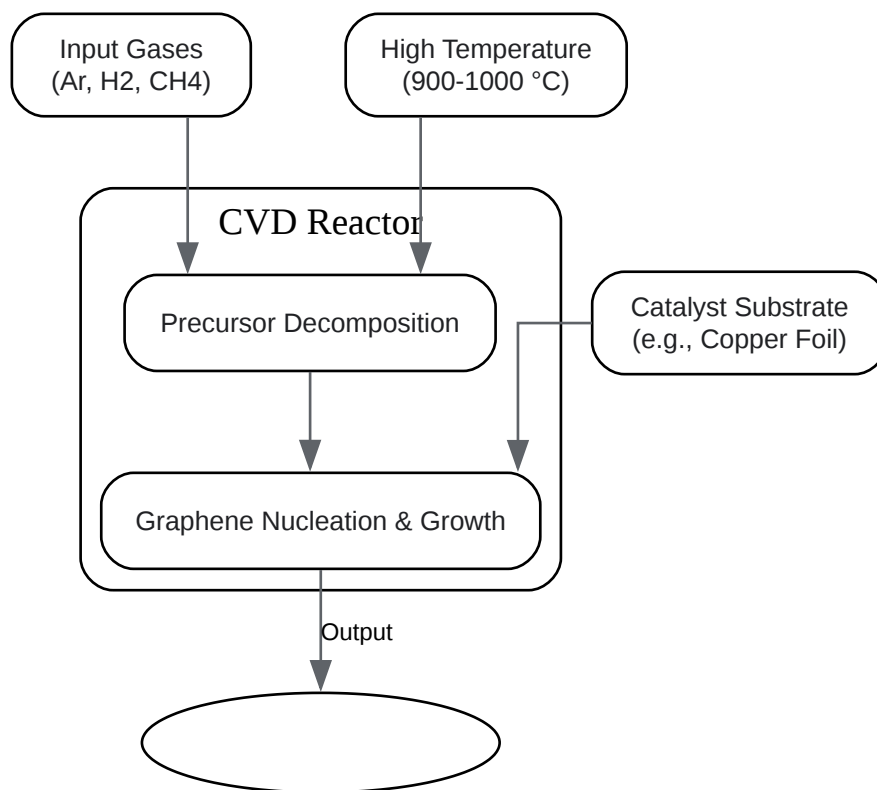 Input Gases
(Ar, H2, CH4)
High Temperature
(900-1000 °C)
CVD Reactor
Precursor Decomposition
Catalyst Substrate
(e.g., Copper Foil)
Graphene Nucleation & Growth
Output